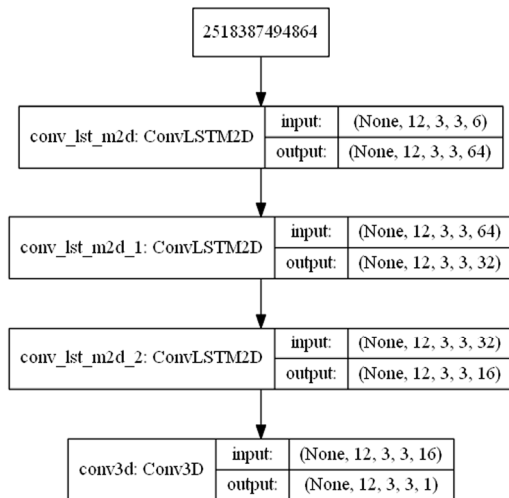 2518387494864
conv_lst_m2d: ConvLSTM2D
input: (None, 12, 3, 3, 6)
output: (None, 12, 3, 3, 64)
conv_lst_m2d_1: ConvLSTM2D
input: (None, 12, 3, 3, 64)
output: (None, 12, 3, 3, 32)
conv_lst_m2d_2: ConvLSTM2D
input: (None, 12, 3, 3, 32)
output: (None, 12, 3, 3, 16)
conv3d: Conv3D
input: (None, 12, 3, 3, 16)
output: (None, 12, 3, 3, 1)